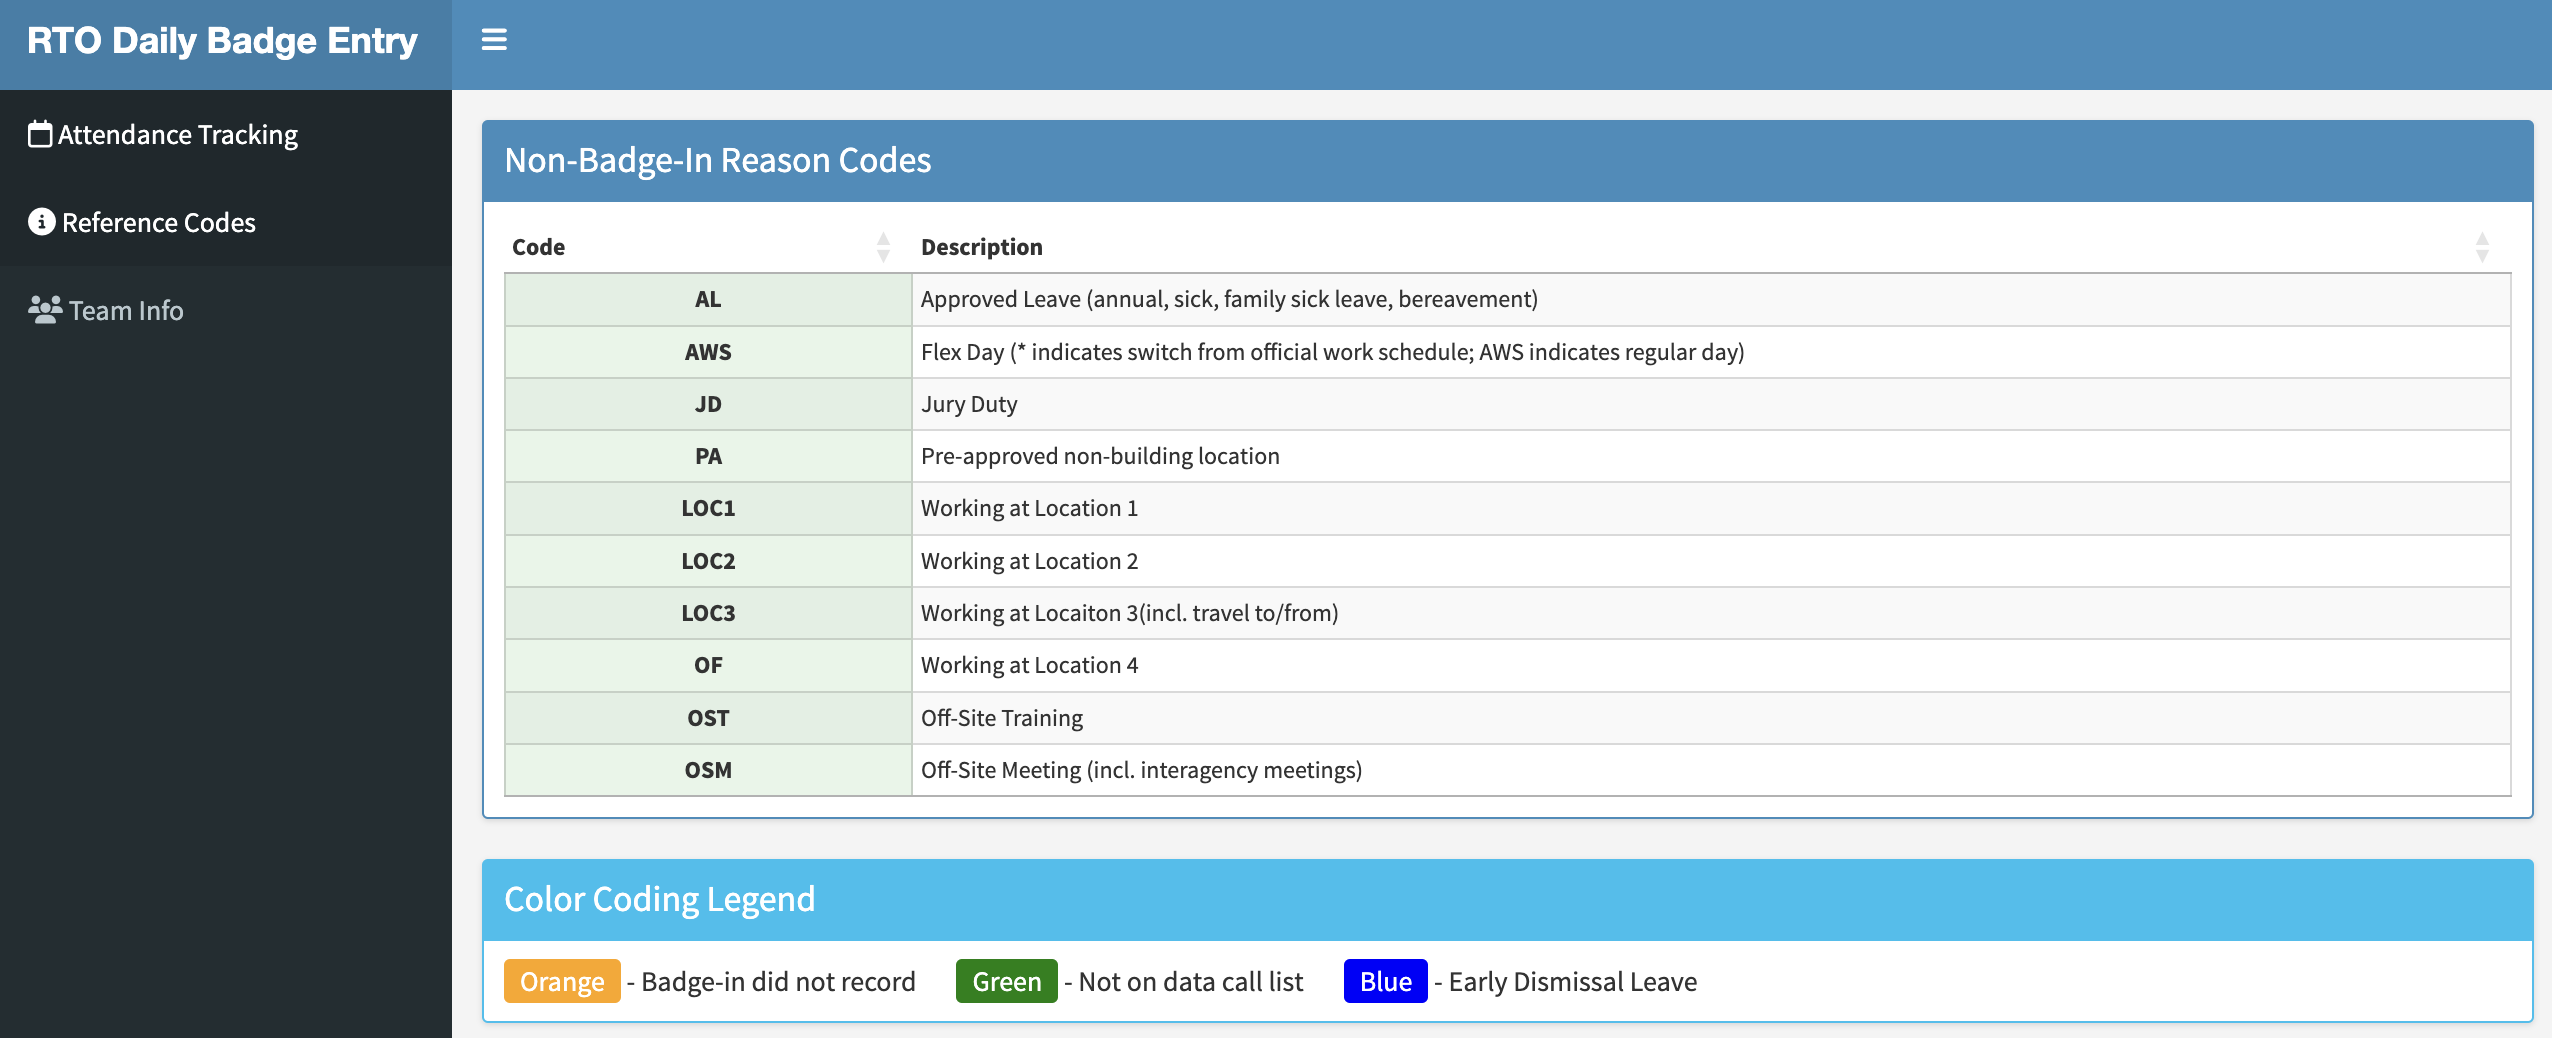 RTO Daily Badge Entry
Attendance Tracking
Reference Codes
Team Info
Non-Badge-In Reason Codes
Code Description
AL Approved Leave (annual, sick, family sick leave, bereavement)
AWS Flex Day (* indicates switch from official work schedule; AWS indicates regular day)
JD Jury Duty
PA Pre-approved non-building location
LOC1 Working at Location 1
LOC2 Working at Location 2
LOC3 Working at Locaiton 3(incl. travel to/from)
OF Working at Location 4
OST Off-Site Training
OSM Off-Site Meeting (incl. interagency meetings)
Color Coding Legend
Orange - Badge-in did not record Green - Not on data call list Blue - Early Dismissal Leave